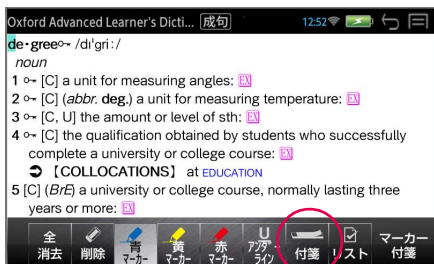 Oxford Advanced Learner's Dicti... 成句 12:52
de·gree /dɪˈɡriː/
noun
1 [C] a unit for measuring angles: EX
2 [C] (abbr. deg.) a unit for measuring temperature: EX
3 [C, U] the amount or level of sth: EX
4 [C] the qualification obtained by students who successfully
complete a university or college course: EX
➲ 【COLLOCATIONS】 at EDUCATION
5 [C] (BrE) a university or college course, normally lasting three
years or more: EX
全消去 削除 青マーカー 黄マーカー 赤マーカー U アンダーライン 付箋 リスト マーカー付箋